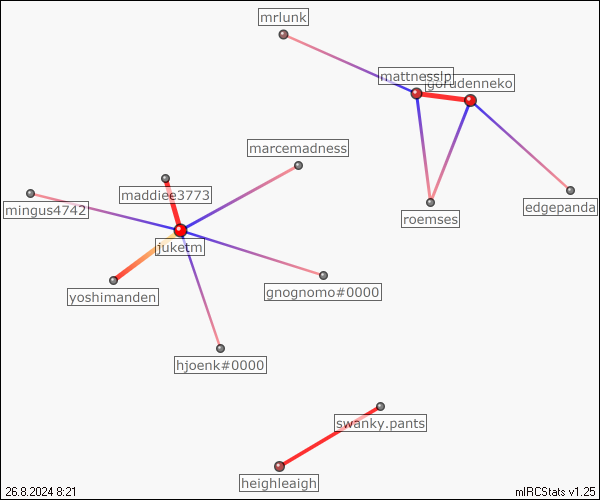 mrlunk
mattnesslp
gorudenneko
marcemadness
maddiee3773
mingus4742
edgepanda
roemses
juketm
yoshimanden
gnognomo#0000
hjoenk#0000
swanky.pants
heighleaigh
26.8.2024 8:21
mIRCStats v1.25